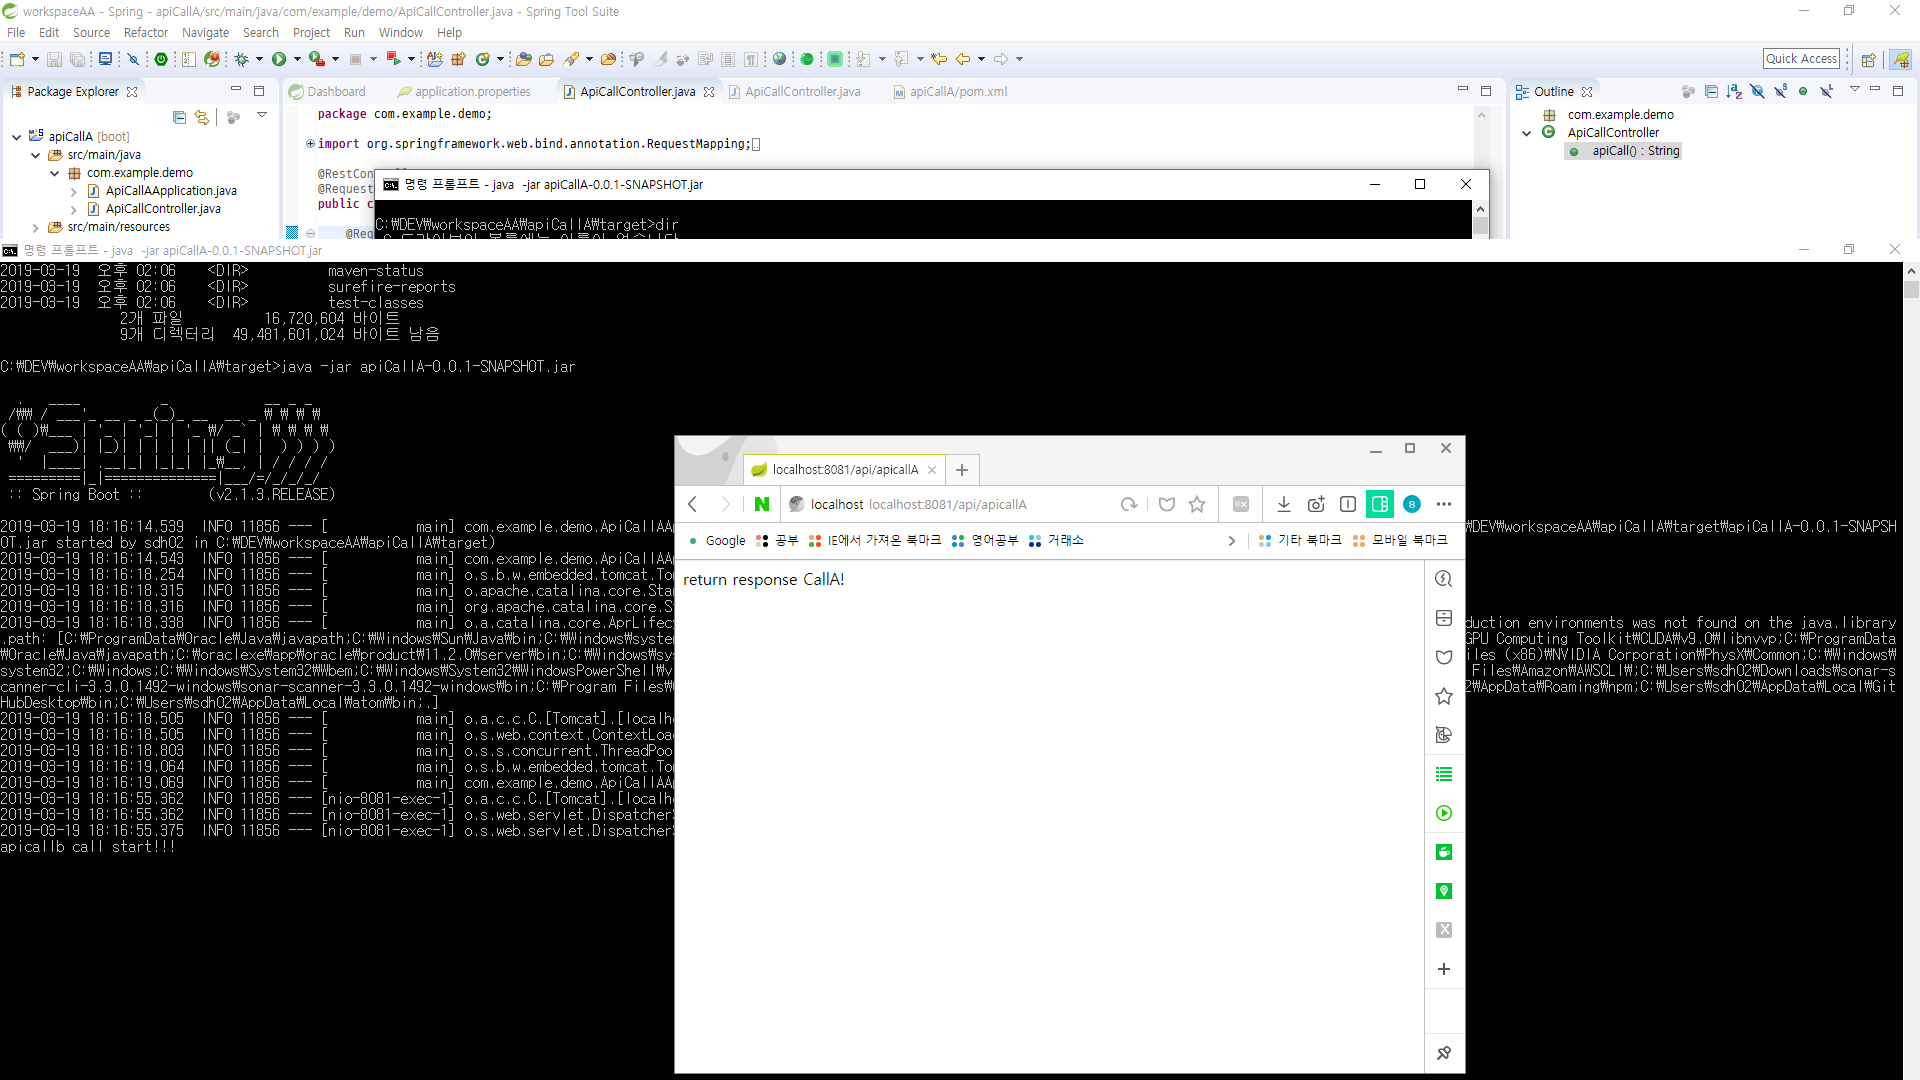 workspaceAA - Spring - apiCallA/src/main/java/com/example/demo/ApiCallController.java - Spring Tool Suite
File Edit Source Refactor Navigate Search Project Run Window Help
Quick Access
Package Explorer
Dashboard
application.properties
ApiCallController.java
ApiCallController.java
apiCallA/pom.xml
Outline
apiCallA [boot]
src/main/java
com.example.demo
ApiCallAApplication.java
ApiCallController.java
src/main/resources
package com.example.demo;
import org.springframework.web.bind.annotation.RequestMapping;
@RestCon
@Request
public c
@Req
com.example.demo
ApiCallController
apiCall() : String
명령 프롬프트 - java  -jar apiCallA-0.0.1-SNAPSHOT.jar
C:\DEV\workspaceAA\apiCallA\target>dir
명령 프롬프트 - java  -jar apiCallA-0.0.1-SNAPSHOT.jar
2019-03-19  오후 02:06    <DIR>          maven-status
2019-03-19  오후 02:06    <DIR>          surefire-reports
2019-03-19  오후 02:06    <DIR>          test-classes
2개 파일          16,720,604 바이트
9개 디렉터리  49,481,601,024 바이트 남음
C:₩DEV₩workspaceAA₩apiCallA₩target>java -jar apiCallA-0.0.1-SNAPSHOT.jar
:: Spring Boot ::        (v2.1.3.RELEASE)
2019-03-19 18:16:14.539  INFO 11856 --- [           main] com.example.demo.ApiCallAA ₩DEV₩workspaceAA₩apiCallA₩target₩apiCallA-0.0.1-SNAPSH
OT.jar started by sdh02 in C:₩DEV₩workspaceAA₩apiCallA₩target)
2019-03-19 18:16:14.543  INFO 11856 --- [           main] com.example.demo.ApiCallAA
2019-03-19 18:16:18.254  INFO 11856 --- [           main] o.s.b.w.embedded.tomcat.To
2019-03-19 18:16:18.315  INFO 11856 --- [           main] o.apache.catalina.core.Sta
2019-03-19 18:16:18.316  INFO 11856 --- [           main] org.apache.catalina.core.S
2019-03-19 18:16:18.338  INFO 11856 --- [           main] o.a.catalina.core.AprLifec duction environments was not found on the java.library
.path: [C:₩ProgramData₩Oracle₩Java₩javapath;C:₩Windows₩Sun₩Java₩bin;C:₩Windows₩system GPU Computing Toolkit₩CUDA₩v9.0₩libnvvp;C:₩ProgramData
₩Oracle₩Java₩javapath;C:₩oraclexe₩app₩oracle₩product₩11.2.0₩server₩bin;C:₩Windows₩sys iles (x86)₩NVIDIA Corporation₩PhysX₩Common;C:₩Windows₩
system32;C:₩Windows;C:₩Windows₩System32₩Wbem;C:₩Windows₩System32₩WindowsPowerShell₩v Files₩Amazon₩AWSCLI₩;C:₩Users₩sdh02₩Downloads₩sonar-s
canner-cli-3.3.0.1492-windows₩sonar-scanner-3.3.0.1492-windows₩bin;C:₩Program Files₩ 2₩AppData₩Roaming₩npm;C:₩Users₩sdh02₩AppData₩Local₩Git
HubDesktop₩bin;C:₩Users₩sdh02₩AppData₩Local₩atom₩bin;.]
2019-03-19 18:16:18.505  INFO 11856 --- [           main] o.a.c.c.C.[Tomcat].[localh
2019-03-19 18:16:18.505  INFO 11856 --- [           main] o.s.web.context.ContextLoa
2019-03-19 18:16:18.803  INFO 11856 --- [           main] o.s.s.concurrent.ThreadPoo
2019-03-19 18:16:19.064  INFO 11856 --- [           main] o.s.b.w.embedded.tomcat.To
2019-03-19 18:16:19.069  INFO 11856 --- [           main] com.example.demo.ApiCallAA
2019-03-19 18:16:55.362  INFO 11856 --- [nio-8081-exec-1] o.a.c.c.C.[Tomcat].[localh
2019-03-19 18:16:55.362  INFO 11856 --- [nio-8081-exec-1] o.s.web.servlet.Dispatcher
2019-03-19 18:16:55.375  INFO 11856 --- [nio-8081-exec-1] o.s.web.servlet.Dispatcher
apicallb call start!!!
localhost:8081/api/apicallA
localhost localhost:8081/api/apicallA
Google 공부 IE에서 가져온 북마크 영어공부 거래소 기타 북마크 모바일 북마크
return response CallA!